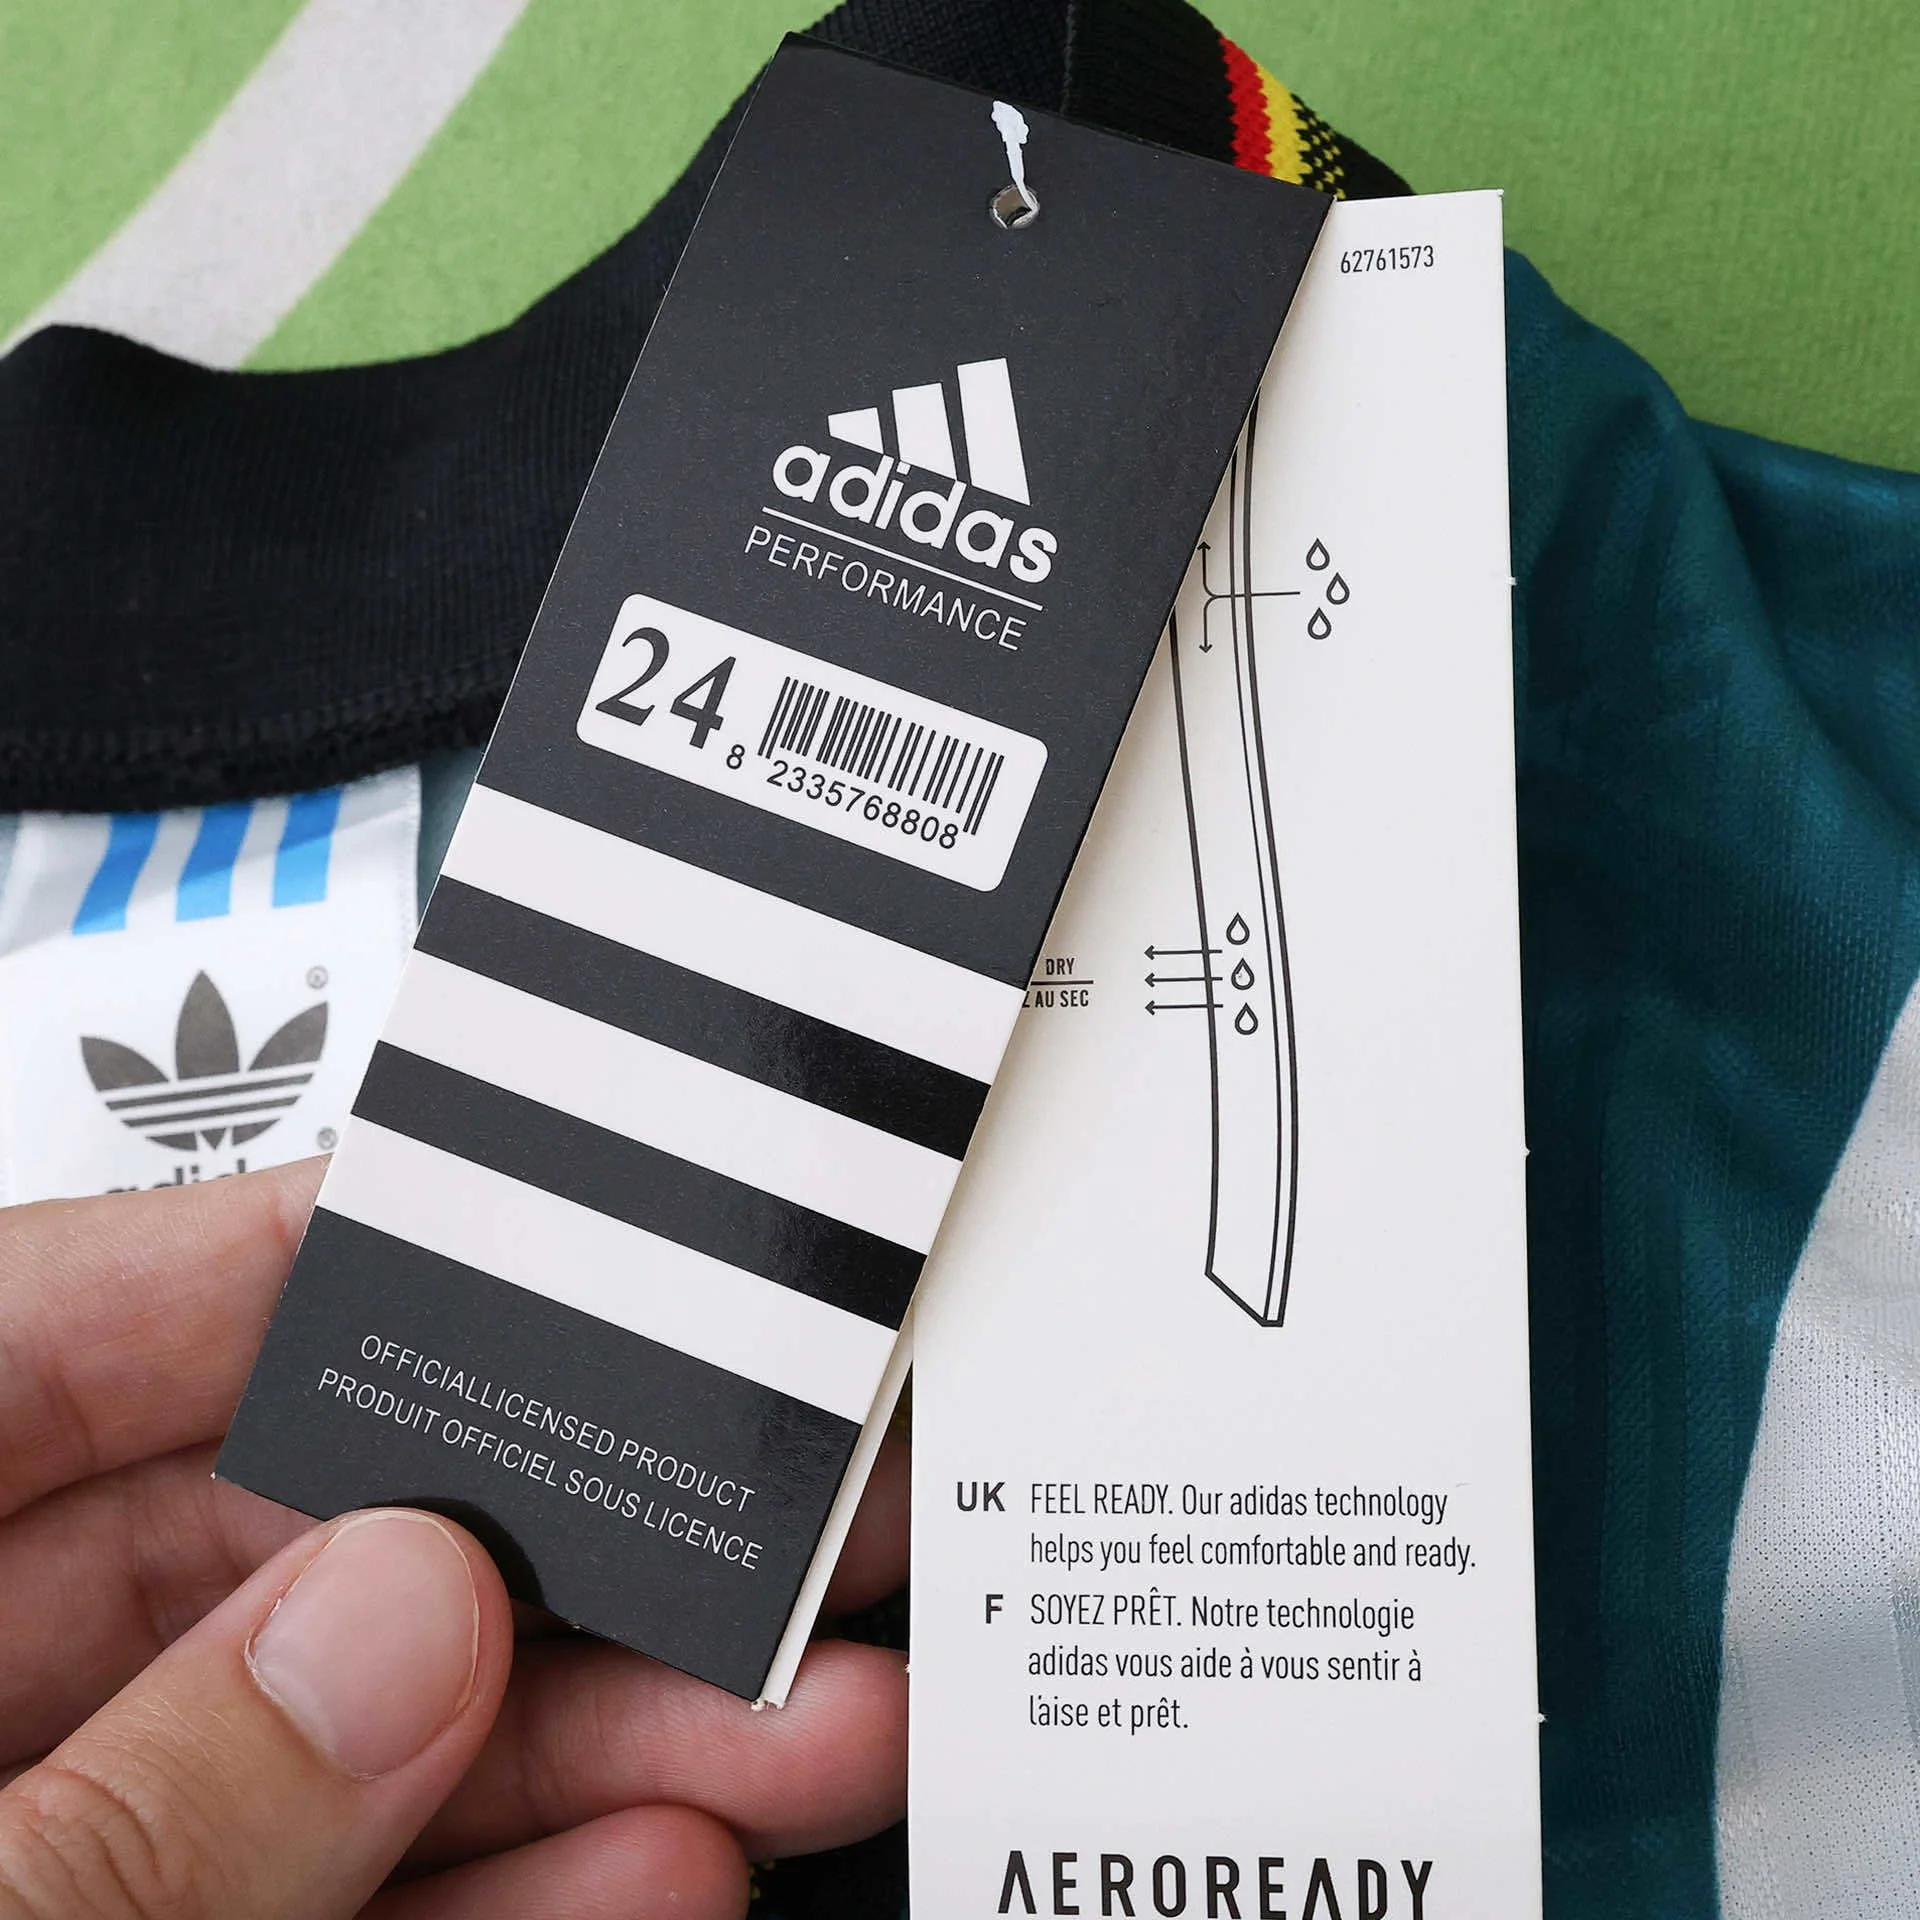 62761573
adidas
PERFORMANCE
24
8 2335768808
DRY
AU SEC
®
®
OFFICIALLICENSED PRODUCT
PRODUIT OFFICIEL SOUS LICENCE
UK FEEL READY. Our adidas technology
helps you feel comfortable and ready.
F SOYEZ PRÊT. Notre technologie
adidas vous aide à vous sentir à
l'aise et prêt.
AEROREADY